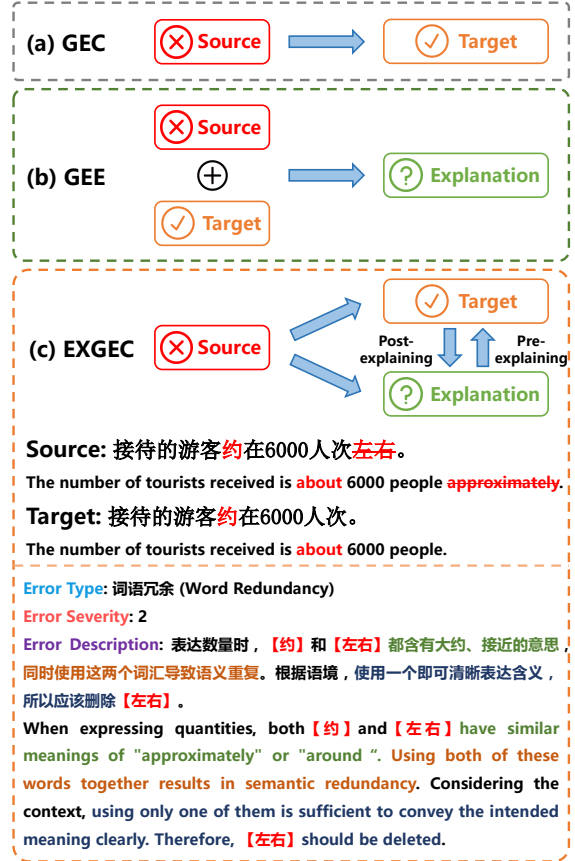 (a) GEC
Source
Target
(b) GEE
Source
Target
Explanation
(c) EXGEC
Source
Target
Post-explaining
Pre-explaining
Explanation
Source: 接待的游客约在6000人次左右。
The number of tourists received is about 6000 people approximately.
Target: 接待的游客约在6000人次。
The number of tourists received is about 6000 people.
Error Type: 词语冗余 (Word Redundancy)
Error Severity: 2
Error Description: 表达数量时，【约】和【左右】都含有大约、接近的意思，
同时使用这两个词汇导致语义重复。根据语境，使用一个即可清晰表达含义，
所以应该删除【左右】。
When expressing quantities, both【约】and【左右】have similar
meanings of "approximately" or "around “. Using both of these
words together results in semantic redundancy. Considering the
context, using only one of them is sufficient to convey the intended
meaning clearly. Therefore, 【左右】should be deleted.